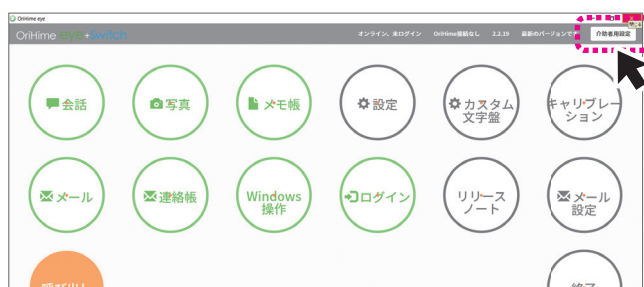 OriHime eye
OriHime eye+Switch
オンライン、未ログイン OriHime接続なし 2.2.19 最新のバージョンで
介助者用設定
会話
写真
メモ帳
設定
カスタム
文字盤
キャリブレー
ション
メール
連絡帳
Windows
操作
ログイン
リリース
ノート
メール
設定